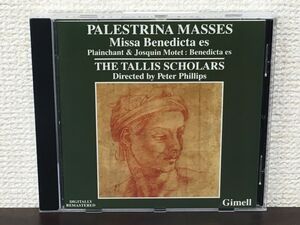 PALESTRINA MASSES
Missa Benedicta es
Plainchant & Josquin Motet : Benedicta es
THE TALLIS SCHOLARS
Directed by Peter Phillips
DIGITALLY
REMASTERED
Gimell